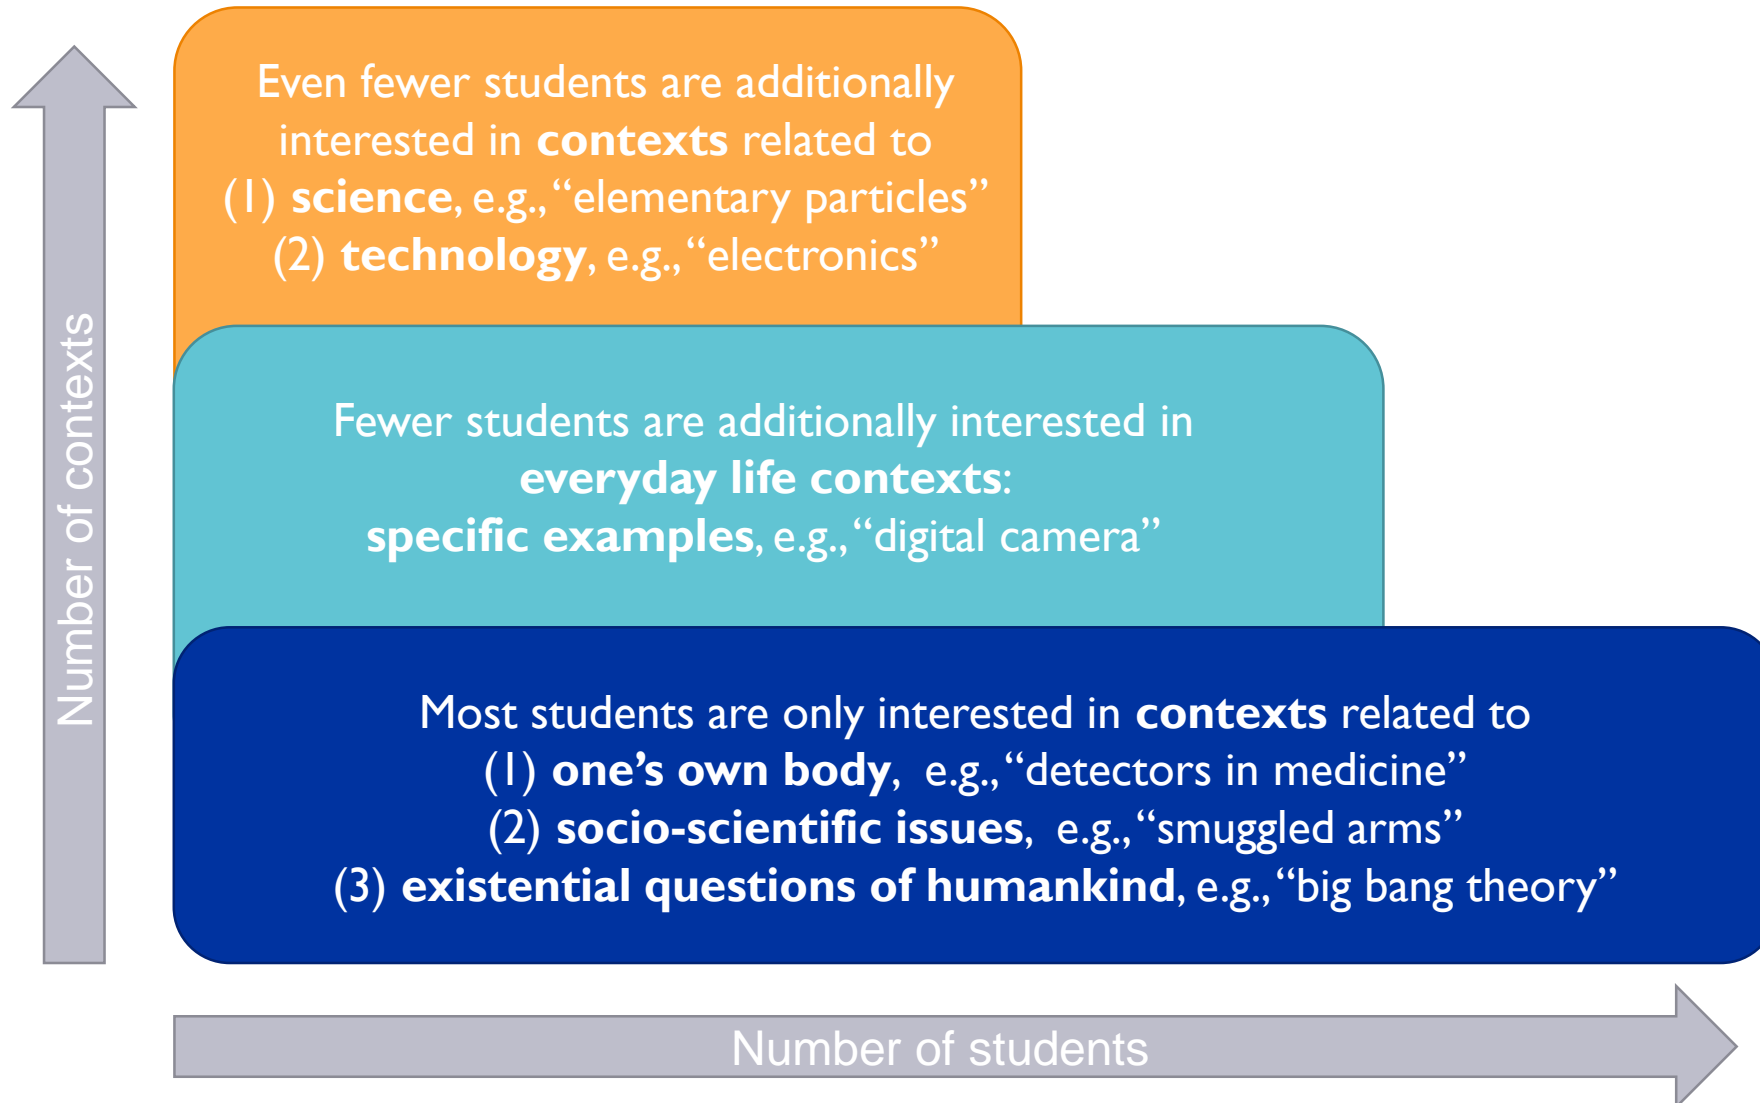 Even fewer students are additionally
interested in contexts related to
(1) science, e.g., “elementary particles”
(2) technology, e.g., “electronics”
Fewer students are additionally interested in
everyday life contexts:
specific examples, e.g., “digital camera”
Most students are only interested in contexts related to
(1) one’s own body, e.g., “detectors in medicine”
(2) socio-scientific issues, e.g., “smuggled arms”
(3) existential questions of humankind, e.g., “big bang theory”
Number of contexts
Number of students